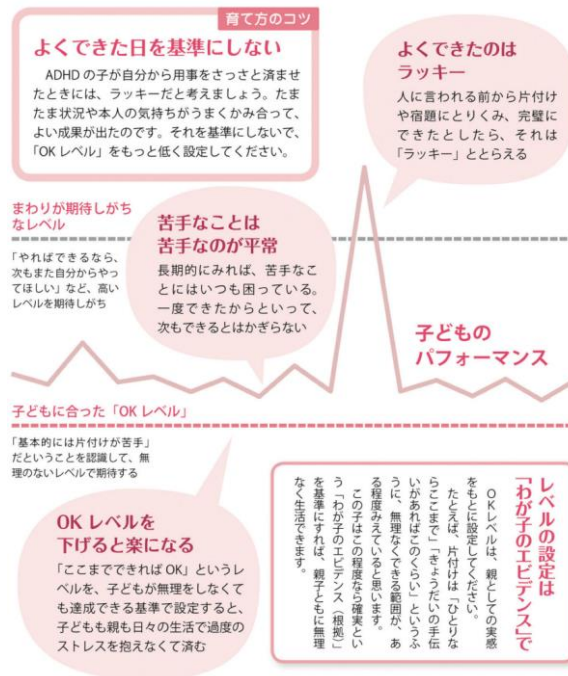 育て方のコツ
よくできた日を基準にしない
ADHDの子が自分から用事をさっさと済ませ
たときには、ラッキーだと考えましょう。たま
たま状況や本人の気持ちがうまくかみ合って、
よい成果が出たのです。それを基準にしないで、
「OKレベル」をもっと低く設定してください。
よくできたのは
ラッキー
人に言われる前から片付け
や宿題にとりくみ、完璧に
できたとしたら、それは
「ラッキー」ととらえる
まわりが期待しがち
なレベル
「やればできるなら、
次もまた自分からやっ
てほしい」など、高い
レベルを期待しがち
苦手なことは
苦手なのが平常
長期的にみれば、苦手なこ
とにはいつも困っている。
一度できたからといって、
次もできるとはかぎらない
子どもの
パフォーマンス
子どもに合った「OKレベル」
「基本的には片付けが苦手」
だということを認識して、無
理のないレベルで期待する
OKレベルを
下げると楽になる
「ここまでできればOK」というレ
ベルを、子どもが無理をしなくて
も達成できる基準で設定すると、
子どもも親も日々の生活で過度の
ストレスを抱えなくて済む
レベルの設定は
「わが子のエビデンス」で
OKレベルは、親としての実感
をもとに設定してください。
たとえば、片付けは「ひとりな
らここまで」「きょうだいの手伝
いがあればこのくらい」というふ
うに、無理なくできる範囲が、あ
る程度みえていると思います。
この子はこの程度なら確実とい
う「わが子のエビデンス（根拠）」
を基準にすれば、親子ともに無理
なく生活できます。